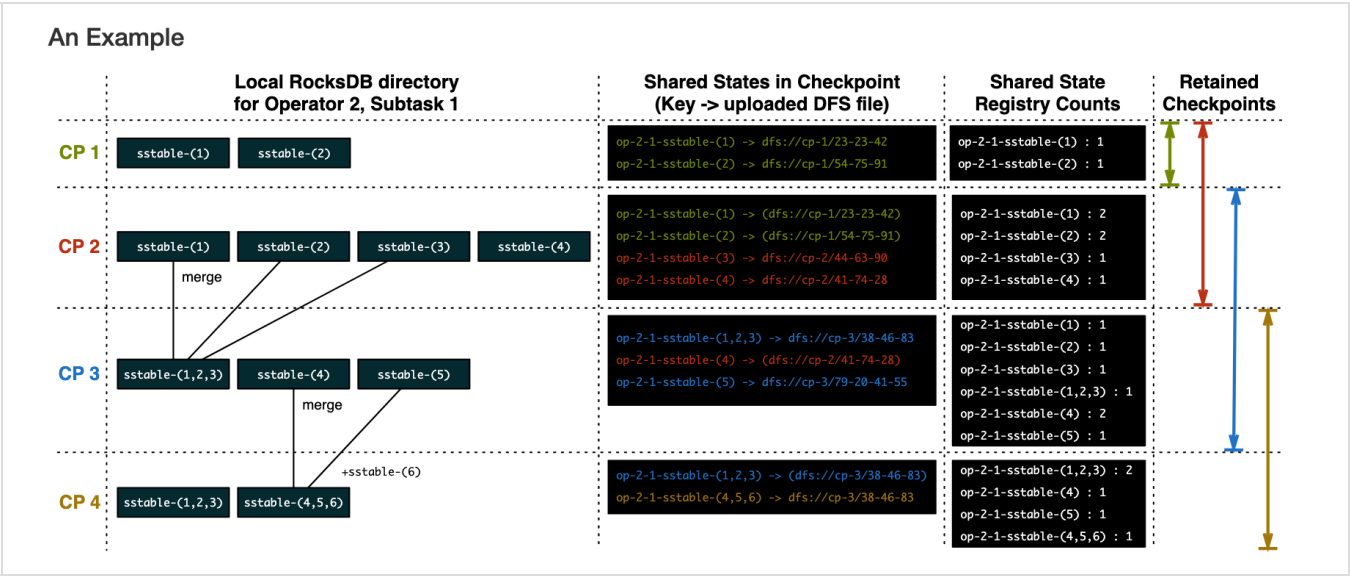 An Example
Local RocksDB directory
for Operator 2, Subtask 1
Shared States in Checkpoint
(Key -> uploaded DFS file)
Shared State
Registry Counts
Retained
Checkpoints
CP 1
sstable-(1)
sstable-(2)
op-2-1-sstable-(1) -> dfs://cp-1/23-23-42
op-2-1-sstable-(2) -> dfs://cp-1/54-75-91
op-2-1-sstable-(1) : 1
op-2-1-sstable-(2) : 1
CP 2
sstable-(1)
sstable-(2)
sstable-(3)
sstable-(4)
merge
op-2-1-sstable-(1) -> (dfs://cp-1/23-23-42)
op-2-1-sstable-(2) -> (dfs://cp-1/54-75-91)
op-2-1-sstable-(3) -> dfs://cp-2/44-63-90
op-2-1-sstable-(4) -> dfs://cp-2/41-74-28
op-2-1-sstable-(1) : 2
op-2-1-sstable-(2) : 2
op-2-1-sstable-(3) : 1
op-2-1-sstable-(4) : 1
CP 3
sstable-(1,2,3)
sstable-(4)
sstable-(5)
merge
+sstable-(6)
op-2-1-sstable-(1,2,3) -> dfs://cp-3/38-46-83
op-2-1-sstable-(4) -> (dfs://cp-2/41-74-28)
op-2-1-sstable-(5) -> dfs://cp-3/79-20-41-55
op-2-1-sstable-(1) : 1
op-2-1-sstable-(2) : 1
op-2-1-sstable-(3) : 1
op-2-1-sstable-(1,2,3) : 1
op-2-1-sstable-(4) : 2
op-2-1-sstable-(5) : 1
CP 4
sstable-(1,2,3)
sstable-(4,5,6)
op-2-1-sstable-(1,2,3) -> (dfs://cp-3/38-46-83)
op-2-1-sstable-(4,5,6) -> dfs://cp-3/38-46-83
op-2-1-sstable-(1,2,3) : 2
op-2-1-sstable-(4) : 1
op-2-1-sstable-(5) : 1
op-2-1-sstable-(4,5,6) : 1